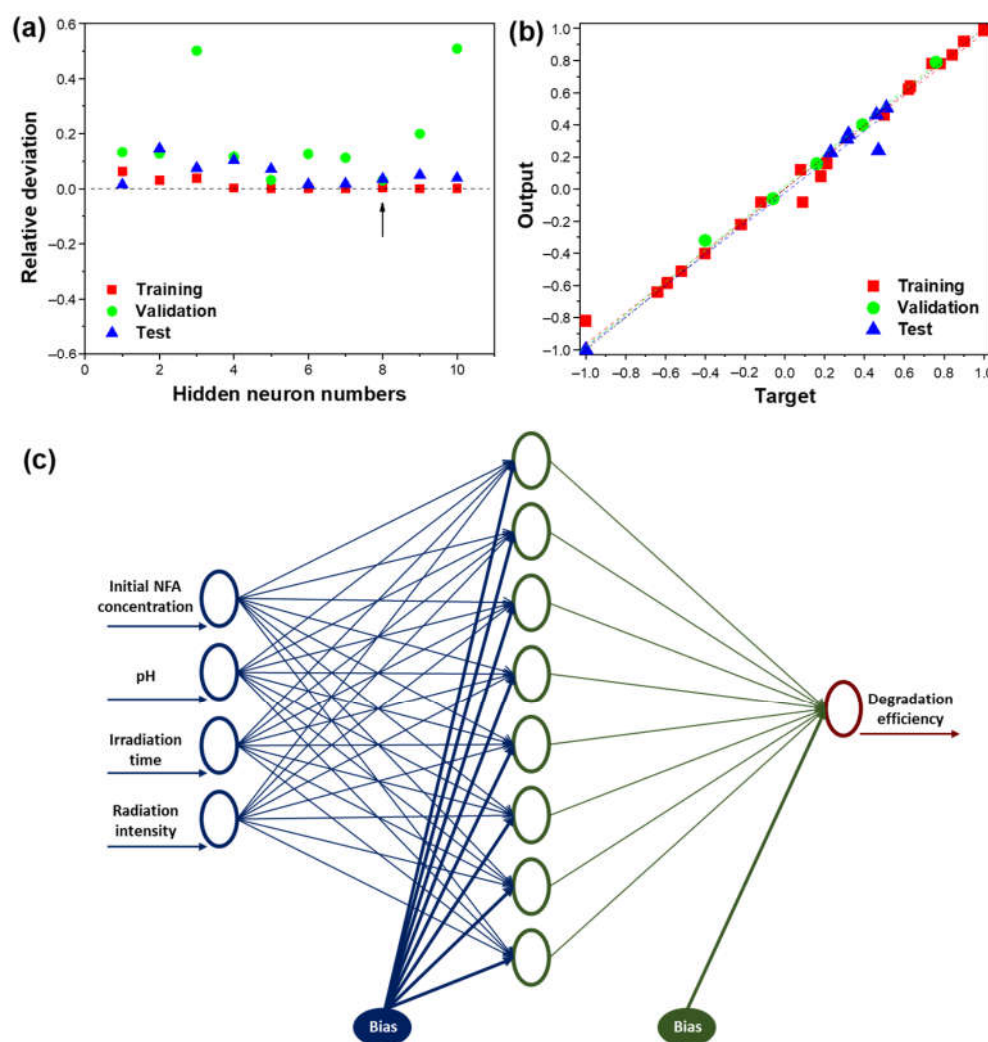 (a)
0.6
0.4
0.2
0.0
−0.2
−0.4
−0.6
Relative deviation
Training
Validation
Test
0 2 4 6 8 10
Hidden neuron numbers
(b)
1.0
0.8
0.6
0.4
0.2
0.0
−0.2
−0.4
−0.6
−0.8
−1.0
Output
Training
Validation
Test
−1.0 −0.8 −0.6 −0.4 −0.2 0.0 0.2 0.4 0.6 0.8 1.0
Target
(c)
Initial NFA
concentration
pH
Irradiation
time
Radiation
intensity
Degradation
efficiency
Bias
Bias